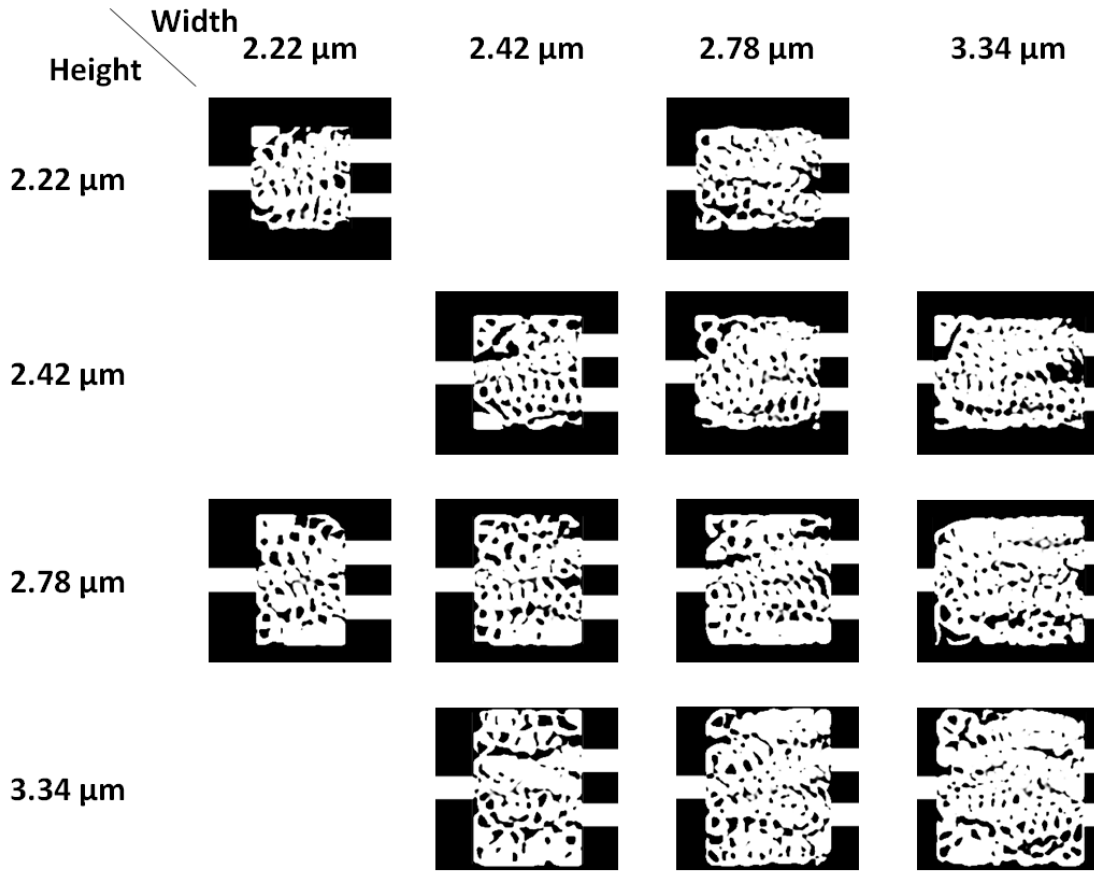 Width
Height
2.22 µm 2.42 µm 2.78 µm 3.34 µm
2.22 µm
2.42 µm
2.78 µm
3.34 µm